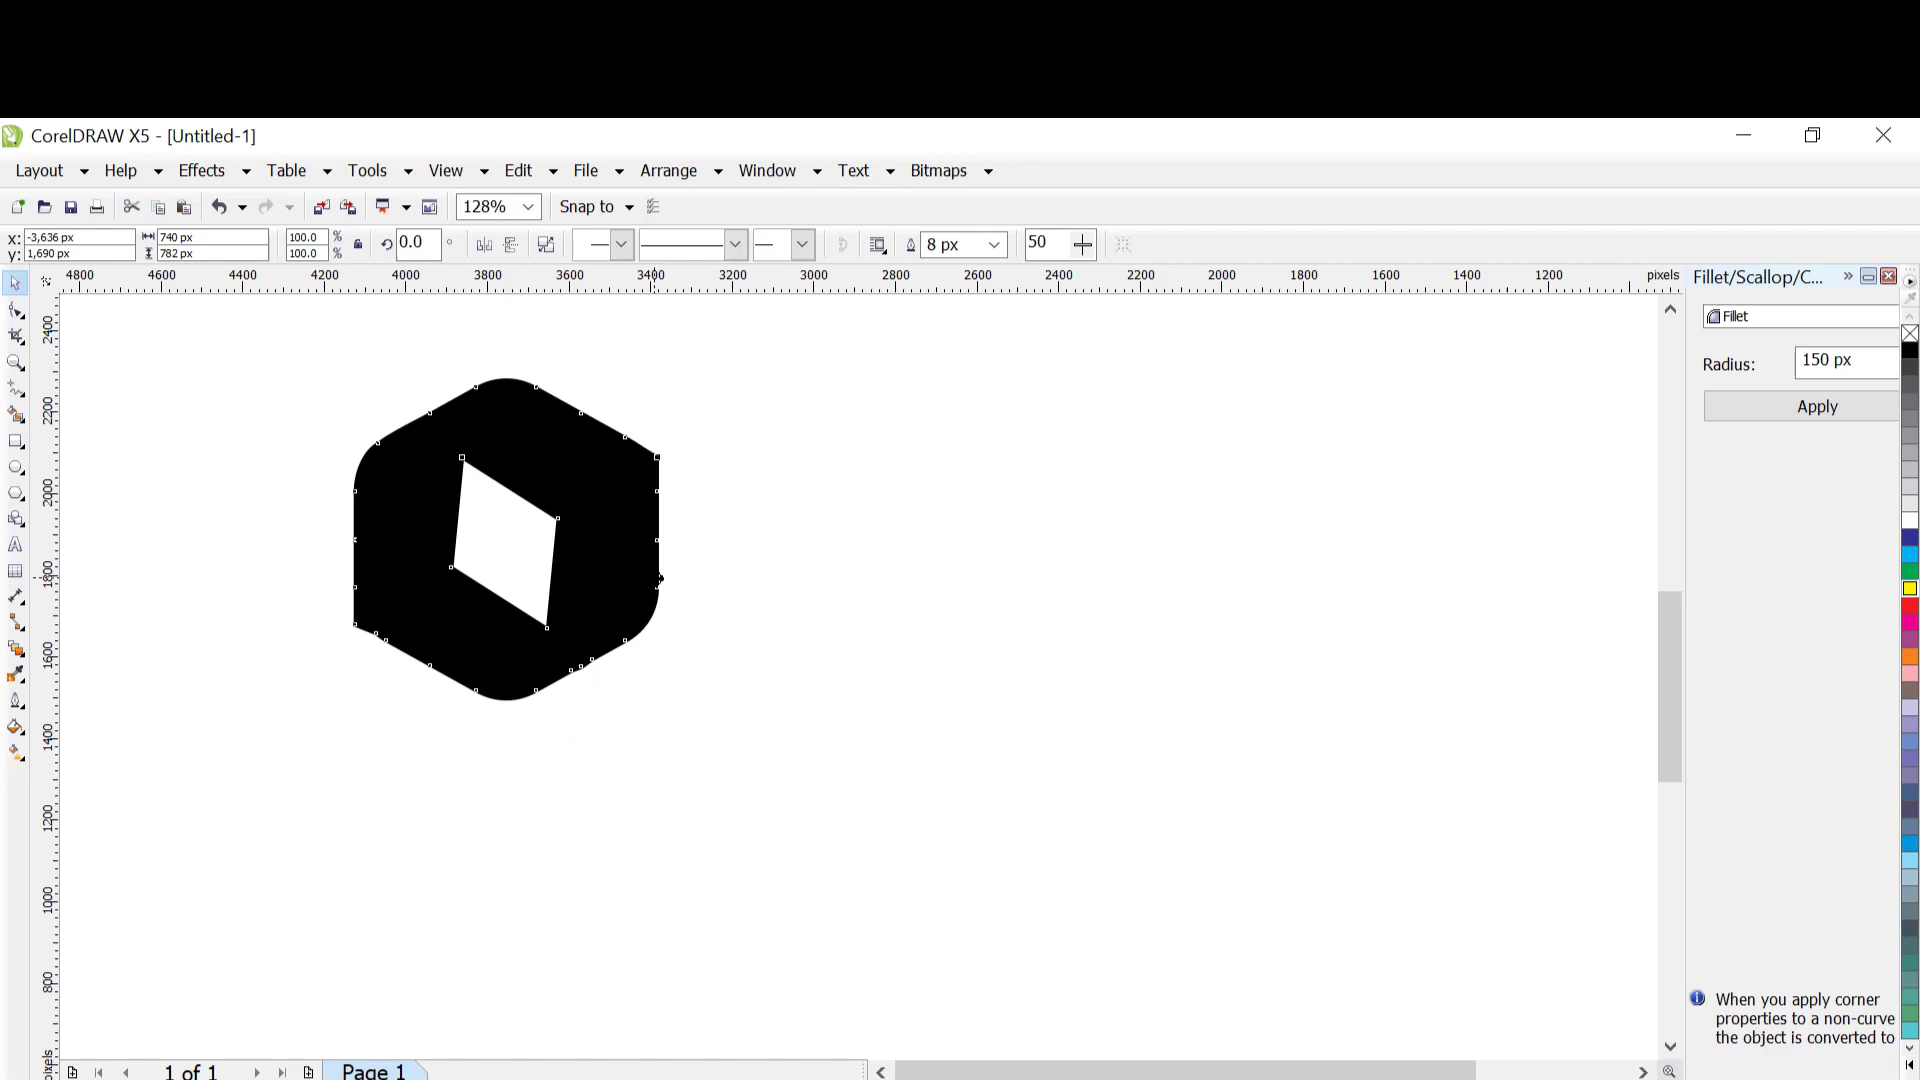 CorelDRAW X5 - [Untitled-1]
Layout Help Effects Table Tools View Edit File Arrange Window Text Bitmaps
128% Snap to
x: -3,636 px 740 px 100.0 % 0.0 ° 8 px 50
y: 1,690 px 782 px 100.0 %
4800 4600 4400 4200 4000 3800 3600 3400 3200 3000 2800 2600 2400 2200 2000 1800 1600 1400 1200 pixels
Fillet/Scallop/C...
Fillet
Radius: 150 px
Apply
2400
2200
2000
1800
1600
1400
1200
1000
800
pixels
When you apply corner
properties to a non-curve
the object is converted to
1 of 1 Page 1